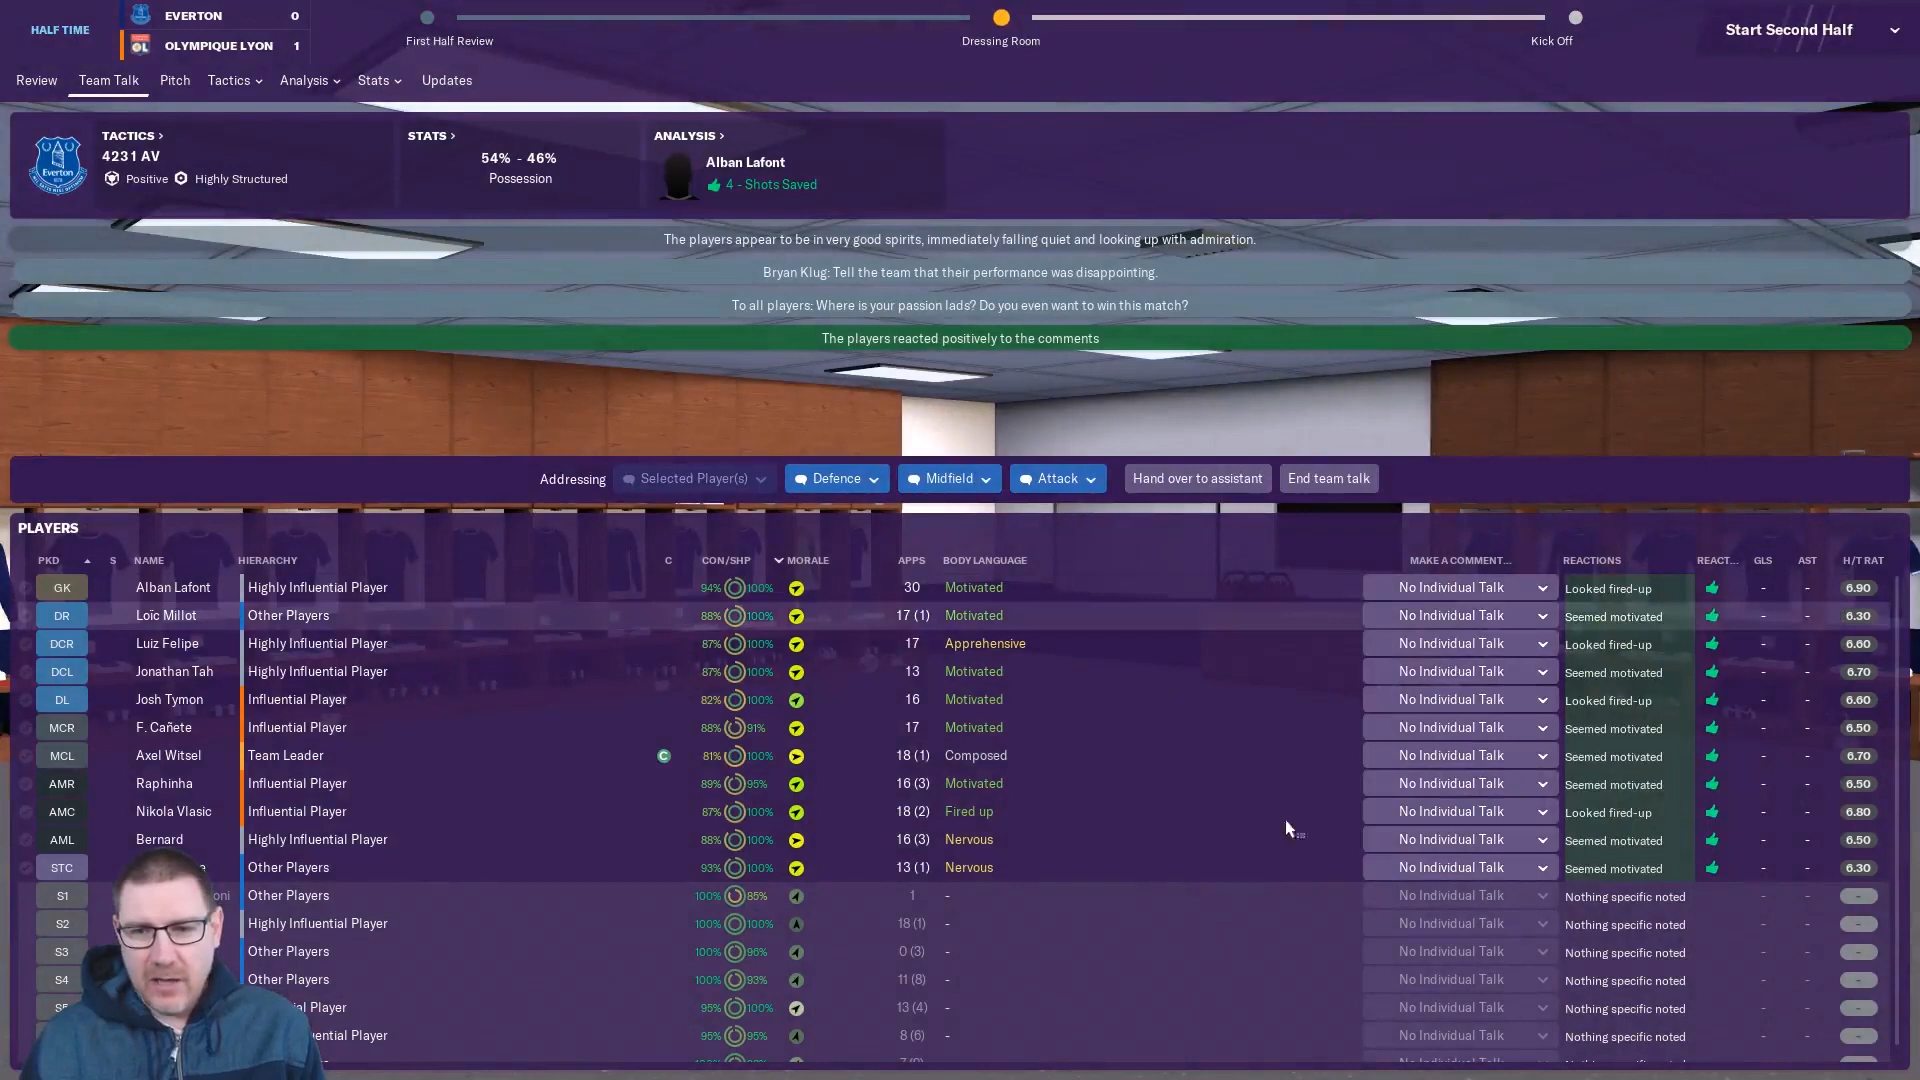 HALF TIME
EVERTON 0
OLYMPIQUE LYON 1
First Half Review
Dressing Room
Kick Off
Start Second Half
Review Team Talk Pitch Tactics Analysis Stats Updates
Everton
TACTICS >
4231 AV
Positive Highly Structured
STATS >
54% - 46%
Possession
ANALYSIS >
Alban Lafont
4 - Shots Saved
The players appear to be in very good spirits, immediately falling quiet and looking up with admiration.
Bryan Klug: Tell the team that their performance was disappointing.
To all players: Where is your passion lads? Do you even want to win this match?
The players reacted positively to the comments
Addressing Selected Player(s) Defence Midfield Attack Hand over to assistant End team talk
PLAYERS
PKD S NAME HIERARCHY C CON/SHP MORALE APPS BODY LANGUAGE MAKE A COMMENT... REACTIONS REACT... GLS AST H/T RAT
GK Alban Lafont Highly Influential Player 94% 100% 30 Motivated No Individual Talk Looked fired-up - - 6.90
DR Loïc Millot Other Players 88% 100% 17 (1) Motivated No Individual Talk Seemed motivated - - 6.30
DCR Luiz Felipe Highly Influential Player 87% 100% 17 Apprehensive No Individual Talk Looked fired-up - - 6.60
DCL Jonathan Tah Highly Influential Player 87% 100% 13 Motivated No Individual Talk Seemed motivated - - 6.70
DL Josh Tymon Influential Player 82% 100% 16 Motivated No Individual Talk Looked fired-up - - 6.60
MCR F. Cañete Influential Player 88% 91% 17 Motivated No Individual Talk Seemed motivated - - 6.50
MCL Axel Witsel Team Leader C 81% 100% 18 (1) Composed No Individual Talk Seemed motivated - - 6.70
AMR Raphinha Influential Player 89% 95% 16 (3) Motivated No Individual Talk Seemed motivated - - 6.50
AMC Nikola Vlasic Influential Player 87% 100% 18 (2) Fired up No Individual Talk Looked fired-up - - 6.80
AML Bernard Highly Influential Player 88% 100% 16 (3) Nervous No Individual Talk Seemed motivated - - 6.50
STC e Other Players 93% 100% 13 (1) Nervous No Individual Talk Seemed motivated - - 6.30
S1 oni Other Players 100% 85% 1 - No Individual Talk Nothing specific noted - - -
S2 Highly Influential Player 100% 100% 18 (1) - No Individual Talk Nothing specific noted - - -
S3 Other Players 100% 96% 0 (3) - No Individual Talk Nothing specific noted - - -
S4 Other Players 100% 93% 11 (8) - No Individual Talk Nothing specific noted - - -
S5 ial Player 95% 100% 13 (4) - No Individual Talk Nothing specific noted - - -
uential Player 95% 95% 8 (6) - No Individual Talk Nothing specific noted - - -